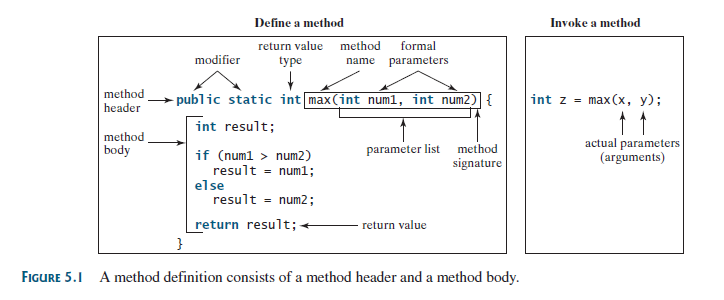 Define a method
Invoke a method
return value method formal
modifier type name parameters
method
header
public static int max(int num1, int num2) {
int z = max(x, y);
int result;
method
body
parameter list method
signature
actual parameters
(arguments)
if (num1 > num2)
result = num1;
else
result = num2;
return result;
return value
}
FIGURE 5.1 A method definition consists of a method header and a method body.